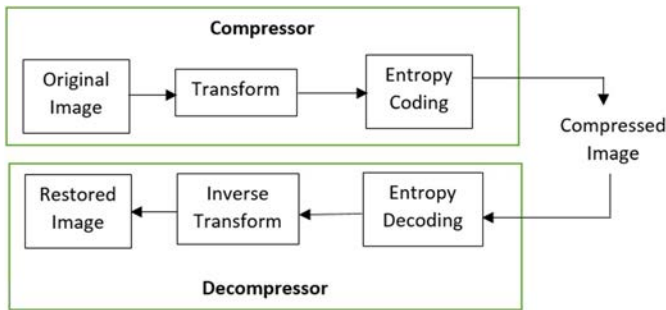 Compressor
Original
Image
Transform
Entropy
Coding
Compressed
Image
Restored
Image
Inverse
Transform
Entropy
Decoding
Decompressor